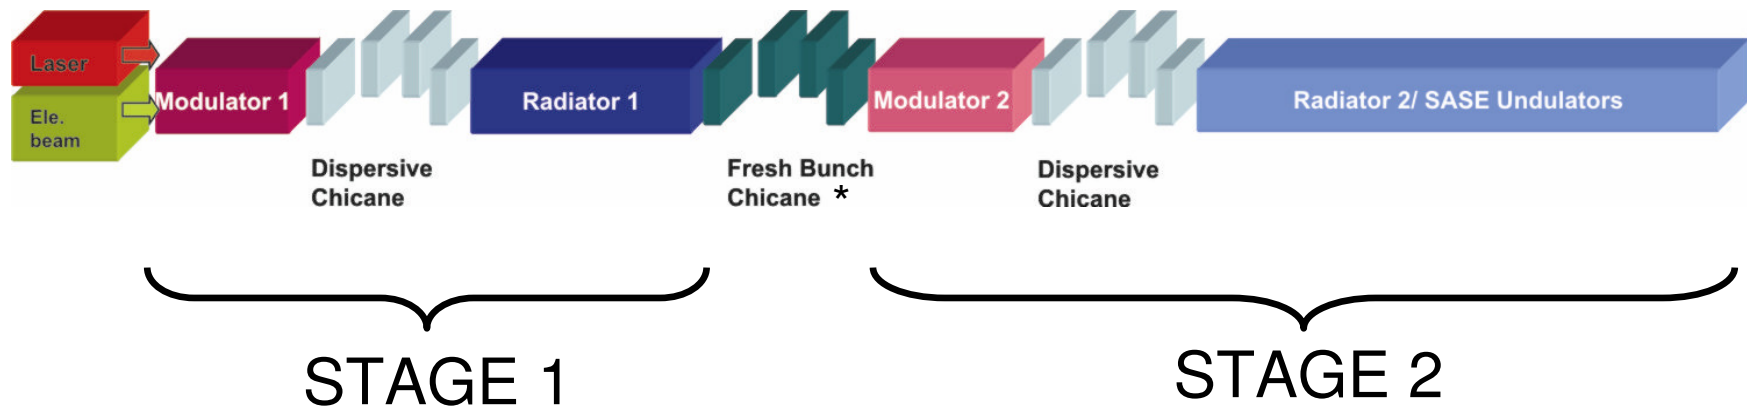 Laser
Ele.
beam
Modulator 1
Radiator 1
Modulator 2
Radiator 2/ SASE Undulators
Dispersive
Chicane
Fresh Bunch
Chicane *
Dispersive
Chicane
STAGE 1
STAGE 2